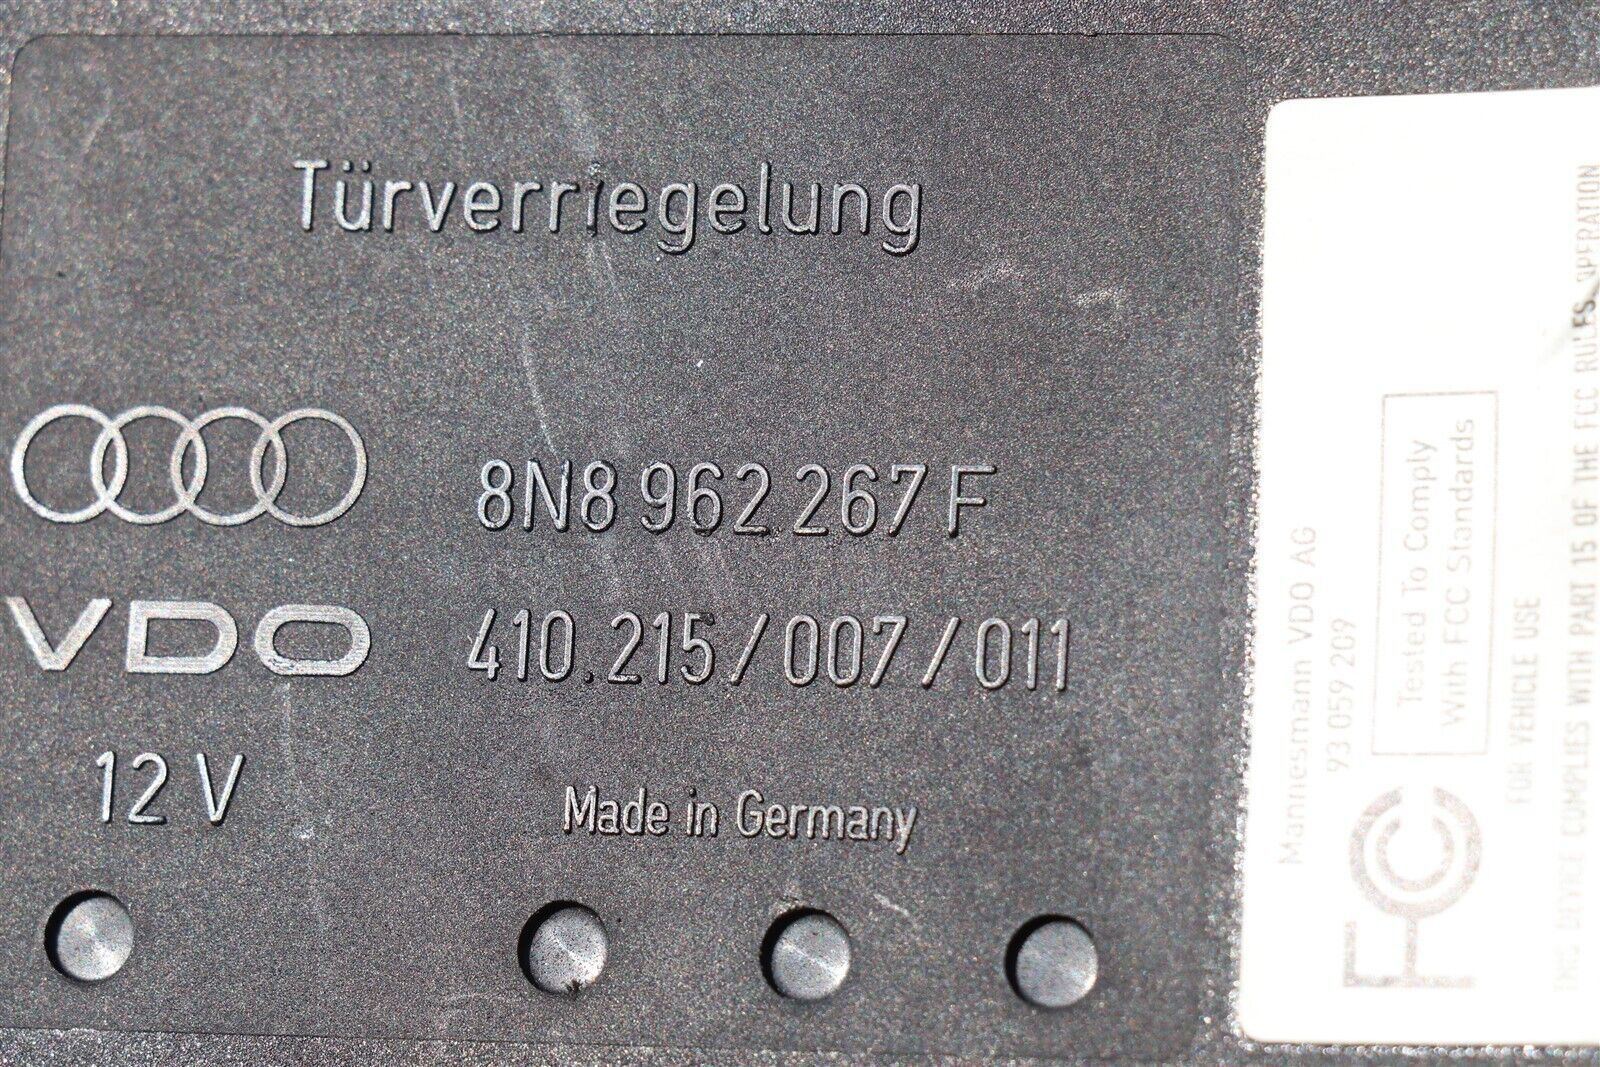 Türverriegelung
8N8 962 267 F
VDO
410.215/007/011
12 V
Made in Germany
Mannesmann VDO AG
93 059 209
FC
Tested To Comply
With FCC Standards
FOR VEHICLE USE
THIS DEVICE COMPLIES WITH PART 15 OF THE FCC RULES. OPERATION